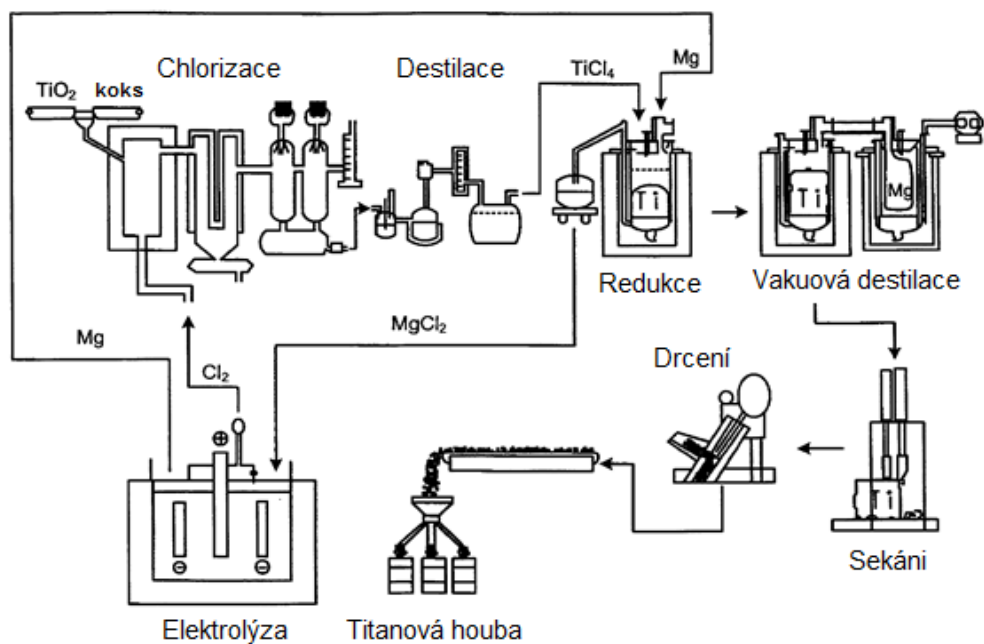 Chlorizace
Destilace
TiCl4
Mg
TiO2
koks
Ti
Ti
Mg
Redukce
Vakuová destilace
Mg
MgCl2
Cl2
Drcení
Ti
Sekáni
Elektrolýza
Titanová houba